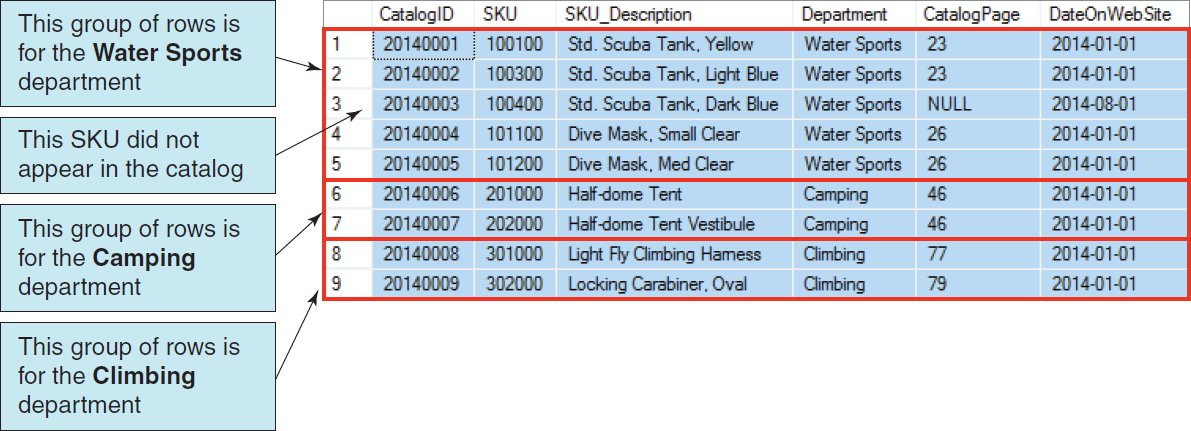 This group of rows is
for the Water Sports
department
This SKU did not
appear in the catalog
This group of rows is
for the Camping
department
This group of rows is
for the Climbing
department
CatalogID SKU SKU_Description Department CatalogPage DateOnWebSite
1 20140001 100100 Std. Scuba Tank, Yellow Water Sports 23 2014-01-01
2 20140002 100300 Std. Scuba Tank, Light Blue Water Sports 23 2014-01-01
3 20140003 100400 Std. Scuba Tank, Dark Blue Water Sports NULL 2014-08-01
4 20140004 101100 Dive Mask, Small Clear Water Sports 26 2014-01-01
5 20140005 101200 Dive Mask, Med Clear Water Sports 26 2014-01-01
6 20140006 201000 Half-dome Tent Camping 46 2014-01-01
7 20140007 202000 Half-dome Tent Vestibule Camping 46 2014-01-01
8 20140008 301000 Light Fly Climbing Harness Climbing 77 2014-01-01
9 20140009 302000 Locking Carabiner, Oval Climbing 79 2014-01-01